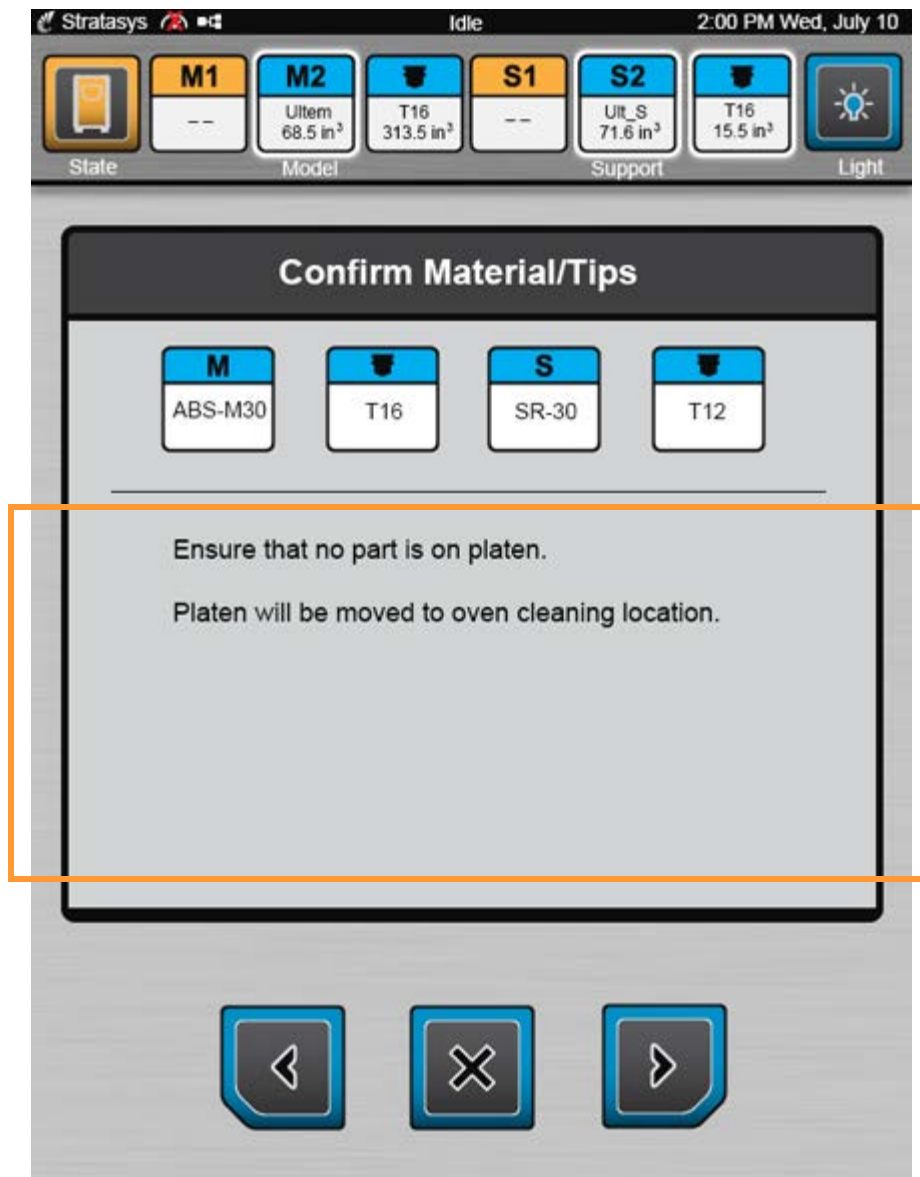 Stratasys Idle 2:00 PM Wed, July 10
M1 M2 S1 S2
-- Ultem T16 -- Ult_S T16
68.5 in³ 313.5 in³ 71.6 in³ 15.5 in³
State Model Support Light
Confirm Material/Tips
M S
ABS-M30 T16 SR-30 T12
Ensure that no part is on platen.
Platen will be moved to oven cleaning location.